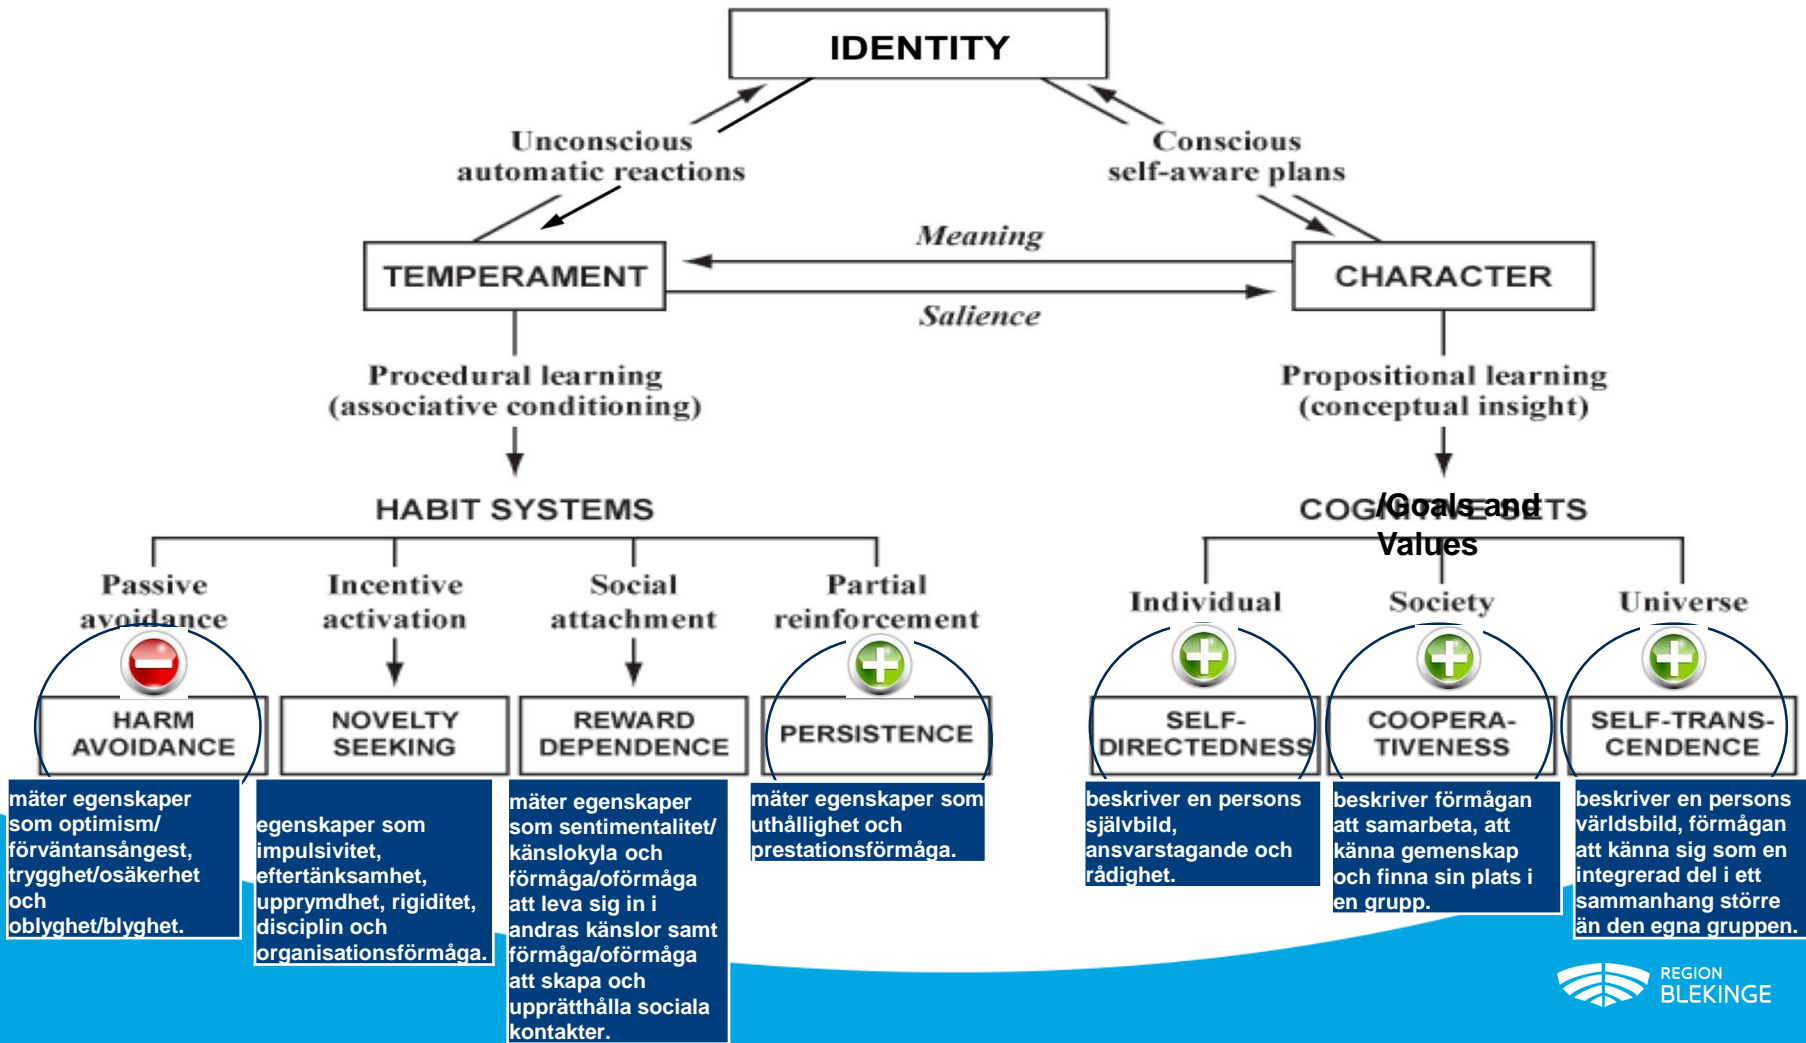 IDENTITY
Unconscious
automatic reactions
Conscious
self-aware plans
Meaning
TEMPERAMENT
CHARACTER
Salience
Procedural learning
(associative conditioning)
Propositional learning
(conceptual insight)
HABIT SYSTEMS
COGNITIVE SETS
/Goals and
Values
Passive
avoidance
Incentive
activation
Social
attachment
Partial
reinforcement
Individual
Society
Universe
HARM
AVOIDANCE
NOVELTY
SEEKING
REWARD
DEPENDENCE
PERSISTENCE
SELF-
DIRECTEDNESS
COOPERA-
TIVENESS
SELF-TRANS-
CENDENCE
mäter egenskaper
som optimism/
förväntansångest,
trygghet/osäkerhet
och
oblyghet/blyghet.
egenskaper som
impulsivitet,
eftertänksamhet,
upprymdhet, rigiditet,
disciplin och
organisationsförmåga.
mäter egenskaper
som sentimentalitet/
känslokyla och
förmåga/oförmåga
att leva sig in i
andras känslor samt
förmåga/oförmåga
att skapa och
upprätthålla sociala
kontakter.
mäter egenskaper som
uthållighet och
prestationsförmåga.
beskriver en persons
självbild,
ansvarstagande och
rådighet.
beskriver förmågan
att samarbeta, att
känna gemenskap
och finna sin plats i
en grupp.
beskriver en persons
världsbild, förmågan
att känna sig som en
integrerad del i ett
sammanhang större
än den egna gruppen.
REGION
BLEKINGE